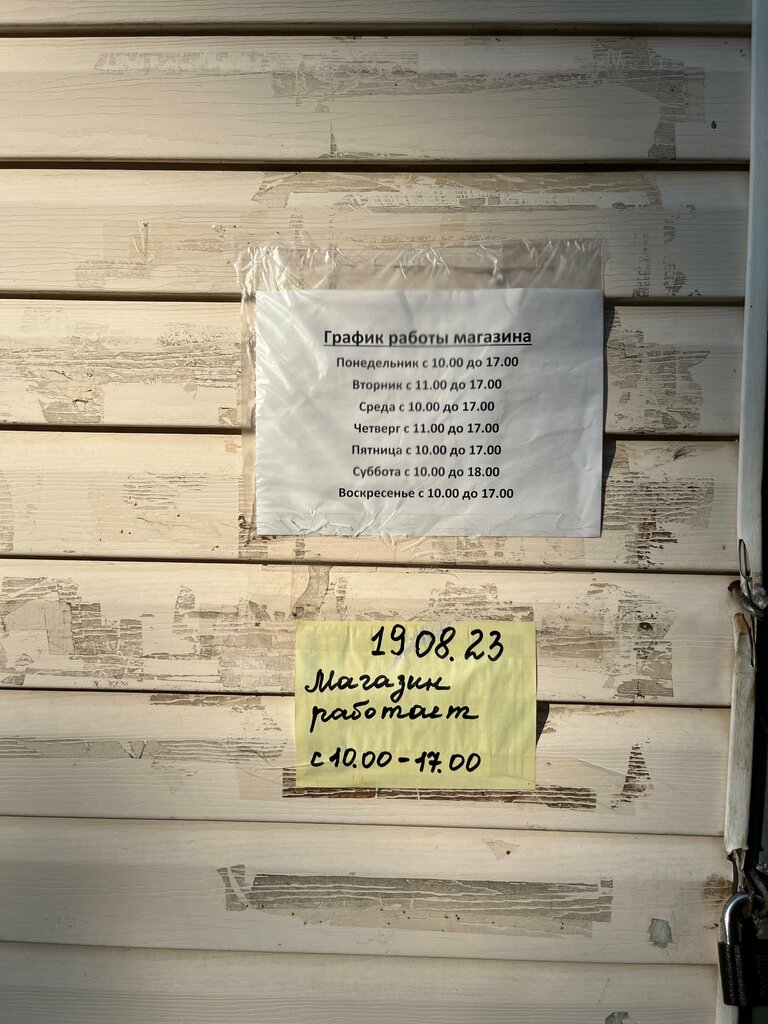 График работы магазина
Понедельник с 10.00 до 17.00
Вторник с 11.00 до 17.00
Среда с 10.00 до 17.00
Четверг с 11.00 до 17.00
Пятница с 10.00 до 17.00
Суббота с 10.00 до 18.00
Воскресенье с 10.00 до 17.00
19 08.23
Магазин
работает
с 10.00 - 17.00